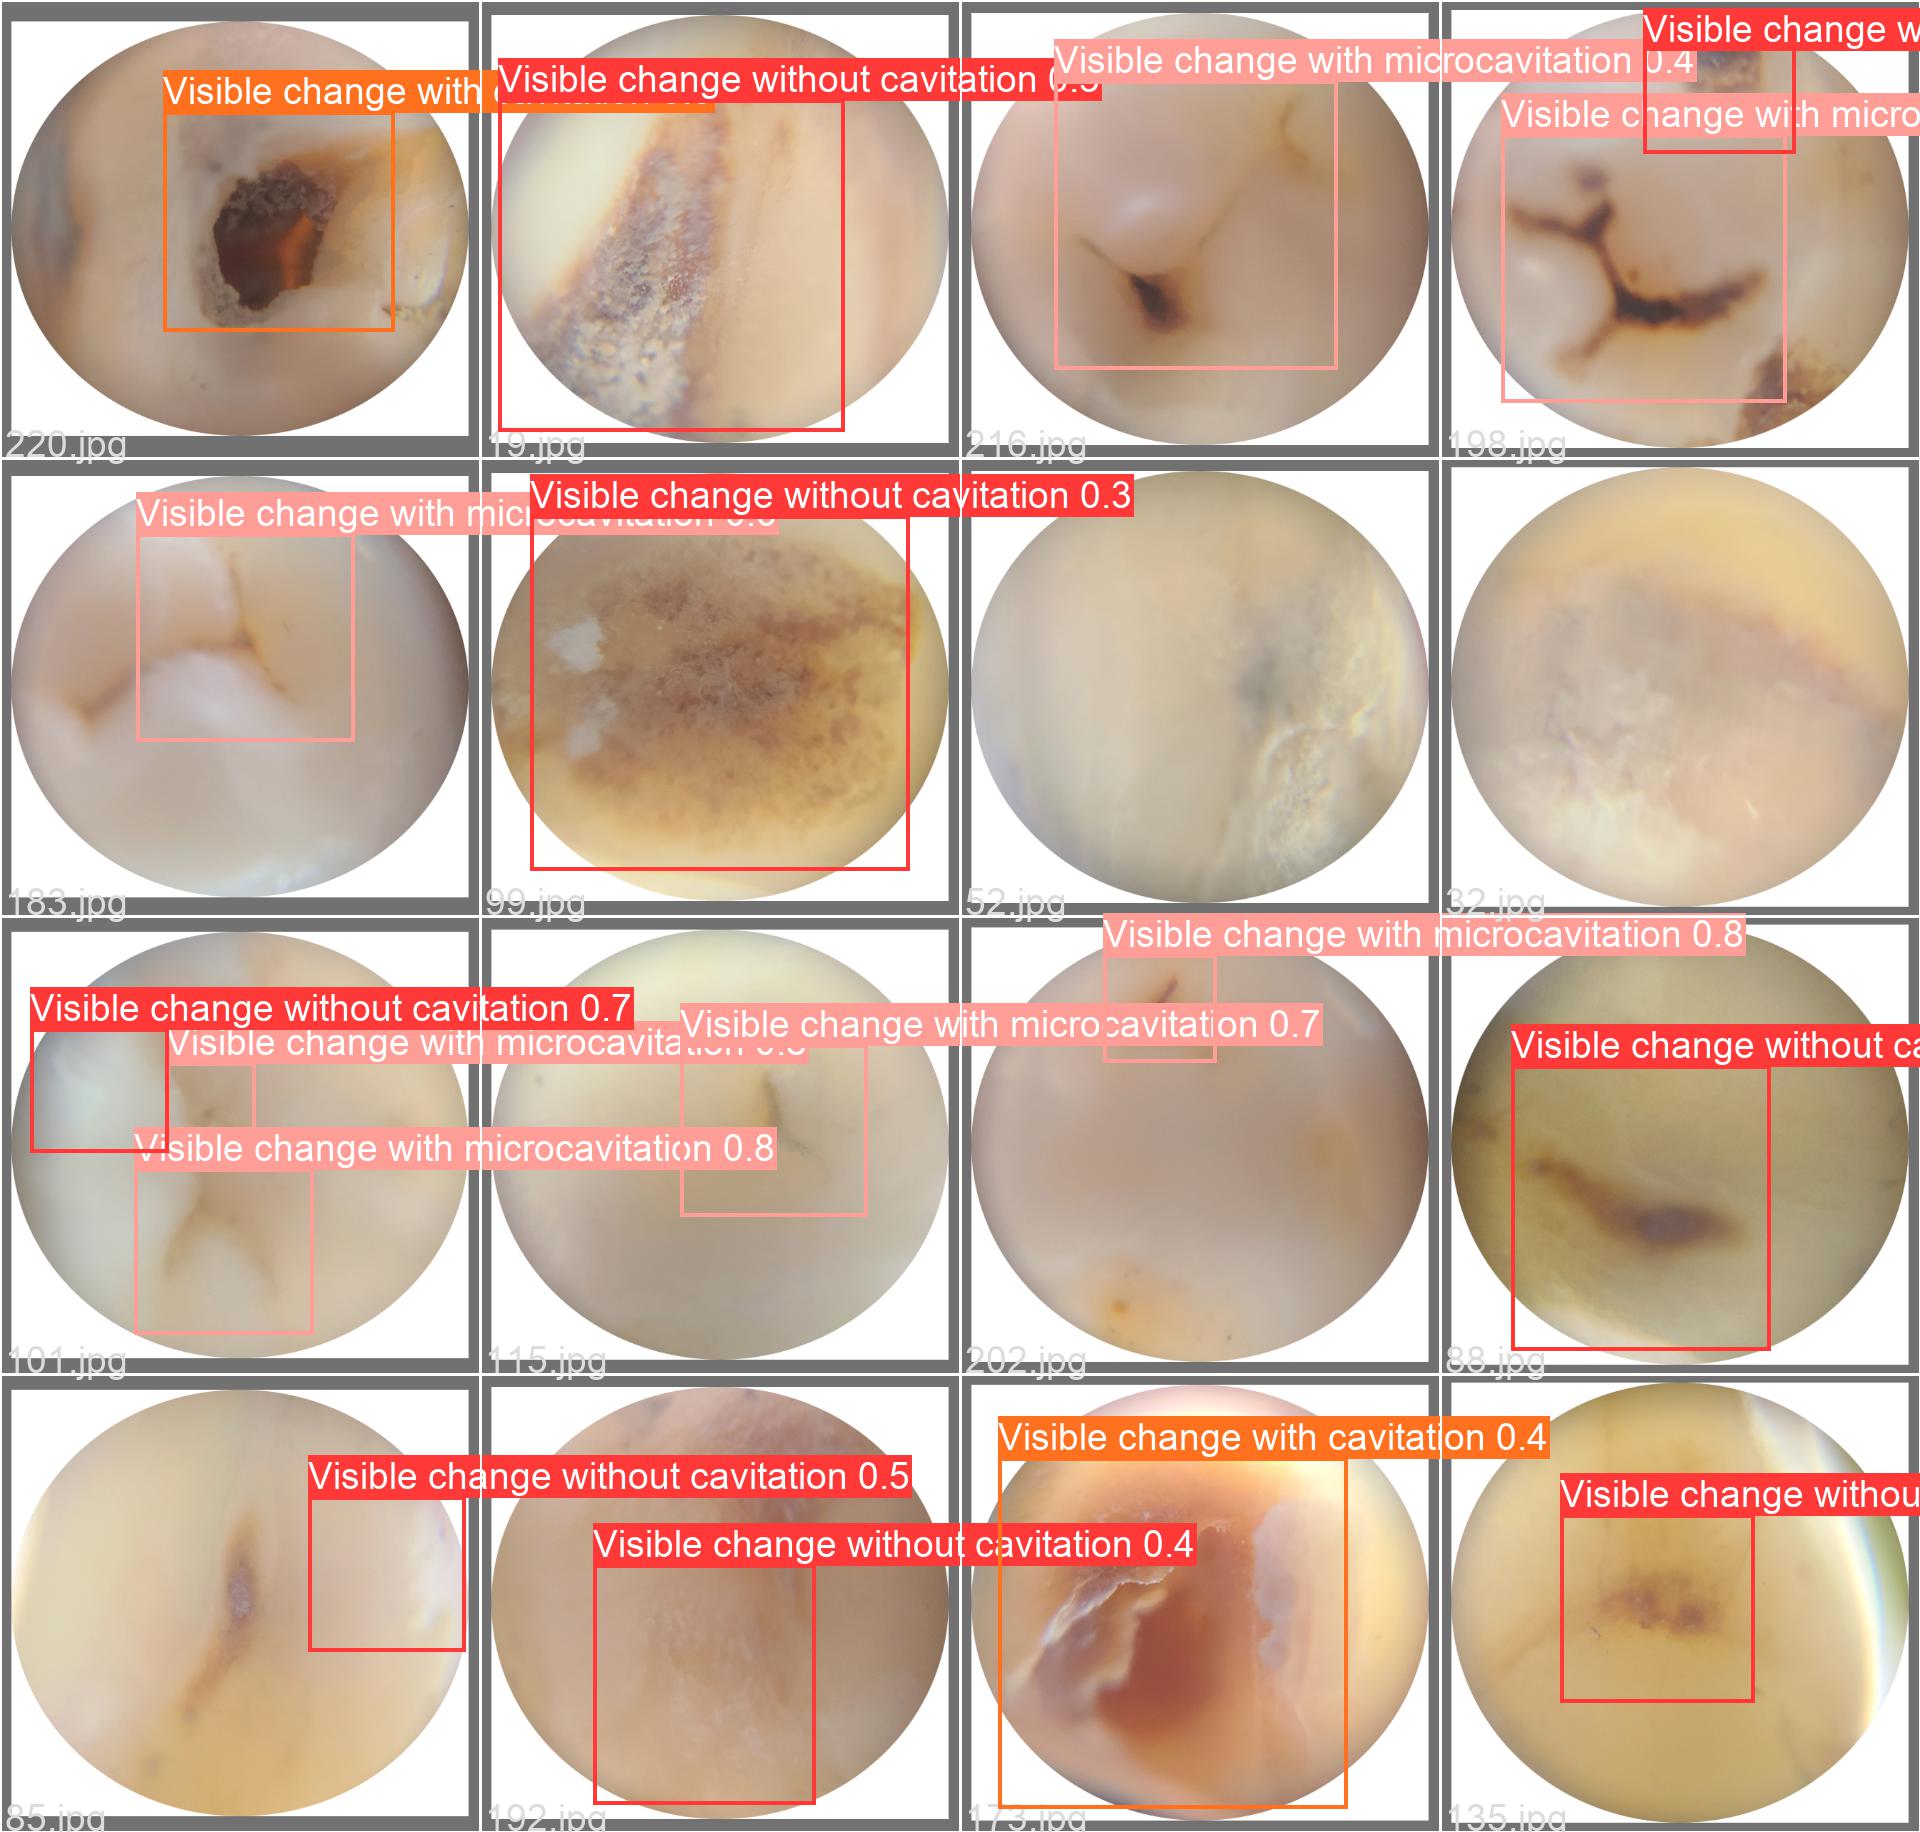 Visible change with
220.jpg
Visible change without cavitation
19.jpg
Visible change with microcavitation 0.4
216.jpg
Visible change w
Visible change with micro
198.jpg
Visible change with microcavitation
183.jpg
Visible change without cavitation 0.3
99.jpg
52.jpg
32.jpg
Visible change without cavitation 0.7
Visible change with microcavita
Visible change with microcavitation 0.8
101.jpg
Visible change with microcavitation 0.7
115.jpg
Visible change with microcavitation 0.8
202.jpg
Visible change without ca
88.jpg
Visible change without cavitation 0.5
85.jpg
Visible change without cavitation 0.4
192.jpg
Visible change with cavitation 0.4
173.jpg
Visible change withou
135.jpg